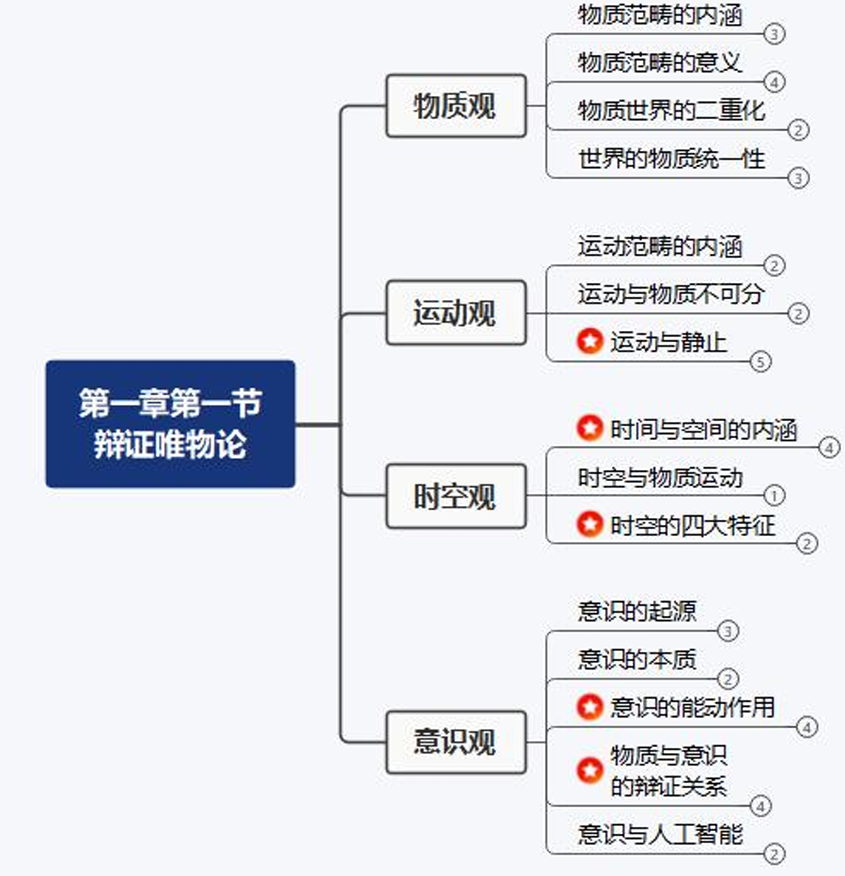 物质范畴的内涵
3
物质范畴的意义
4
物质观
物质世界的二重化
2
世界的物质统一性
3
运动范畴的内涵
2
运动观
运动与物质不可分
2
运动与静止
5
第一章第一节
辩证唯物论
时间与空间的内涵
4
时空观
时空与物质运动
1
时空的四大特征
2
意识的起源
3
意识的本质
2
意识的能动作用
4
意识观
物质与意识
的辩证关系
4
意识与人工智能
2